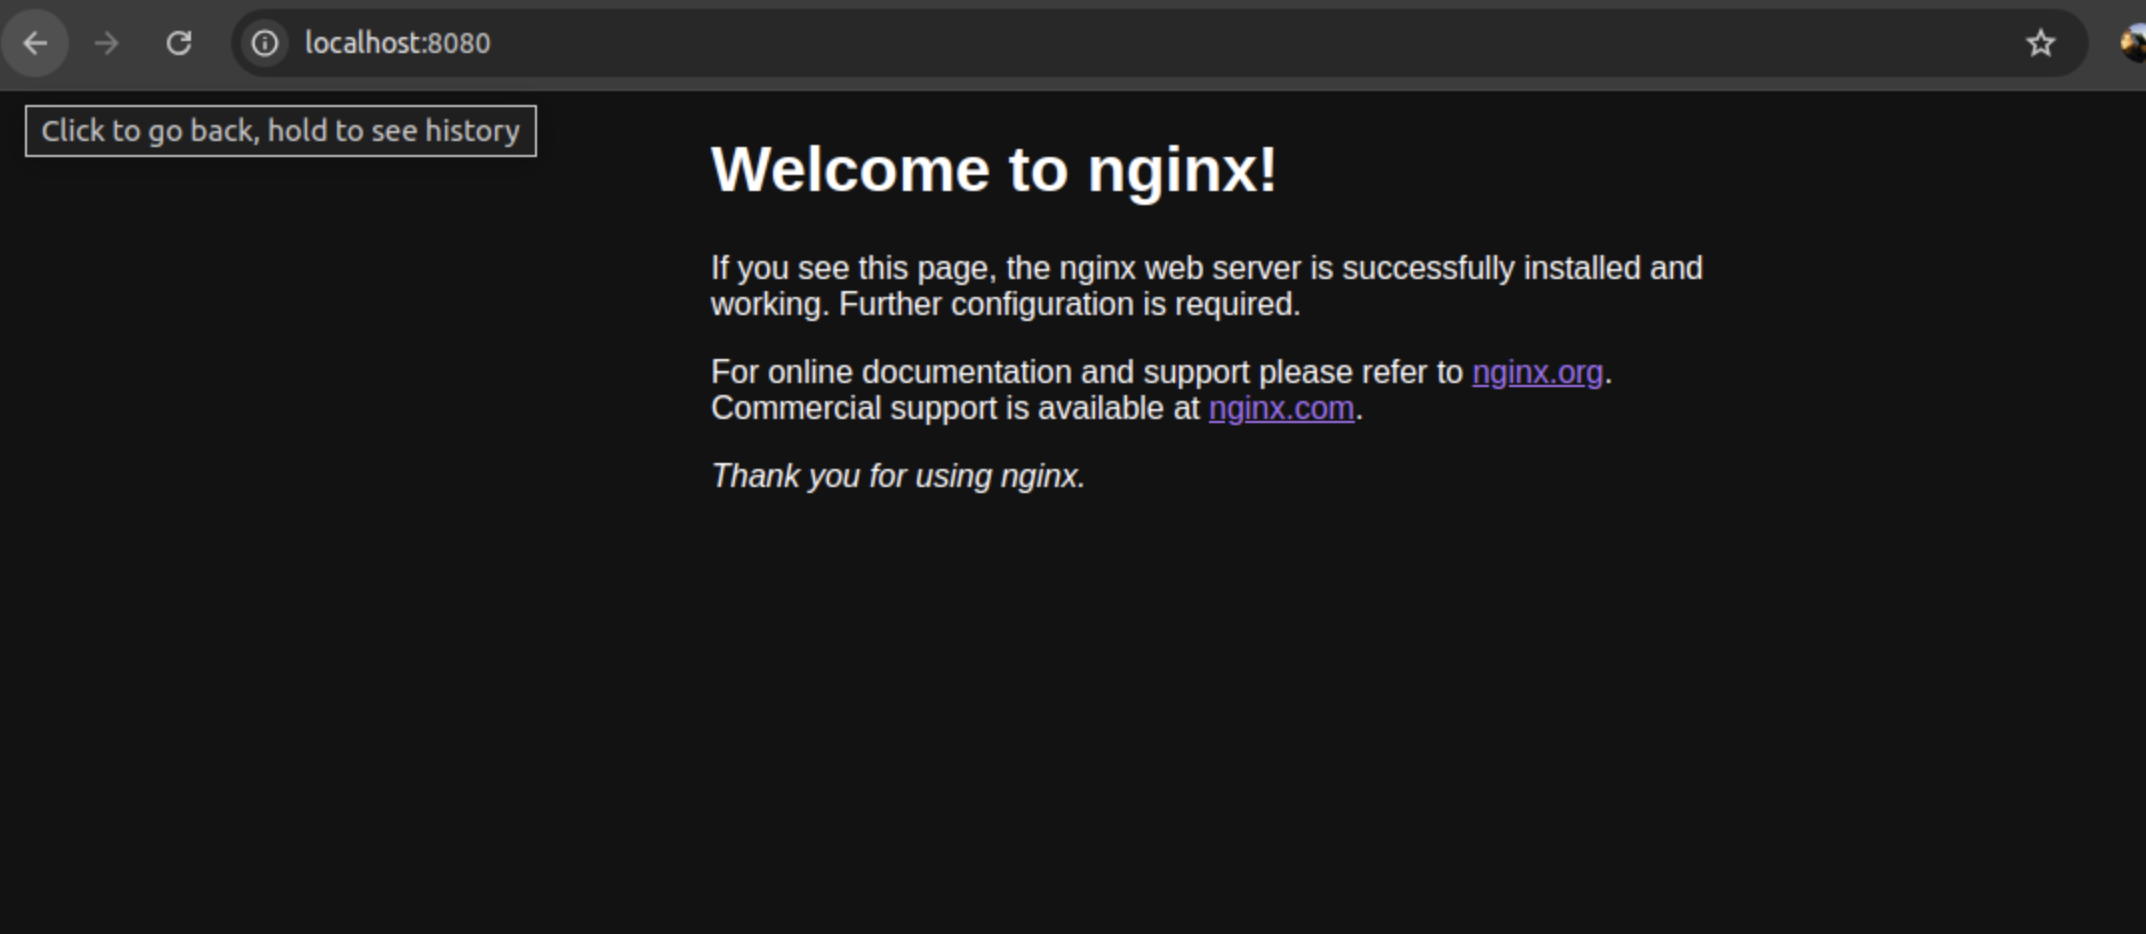 localhost:8080
Click to go back, hold to see history
Welcome to nginx!
If you see this page, the nginx web server is successfully installed and
working. Further configuration is required.
For online documentation and support please refer to nginx.org.
Commercial support is available at nginx.com.
Thank you for using nginx.